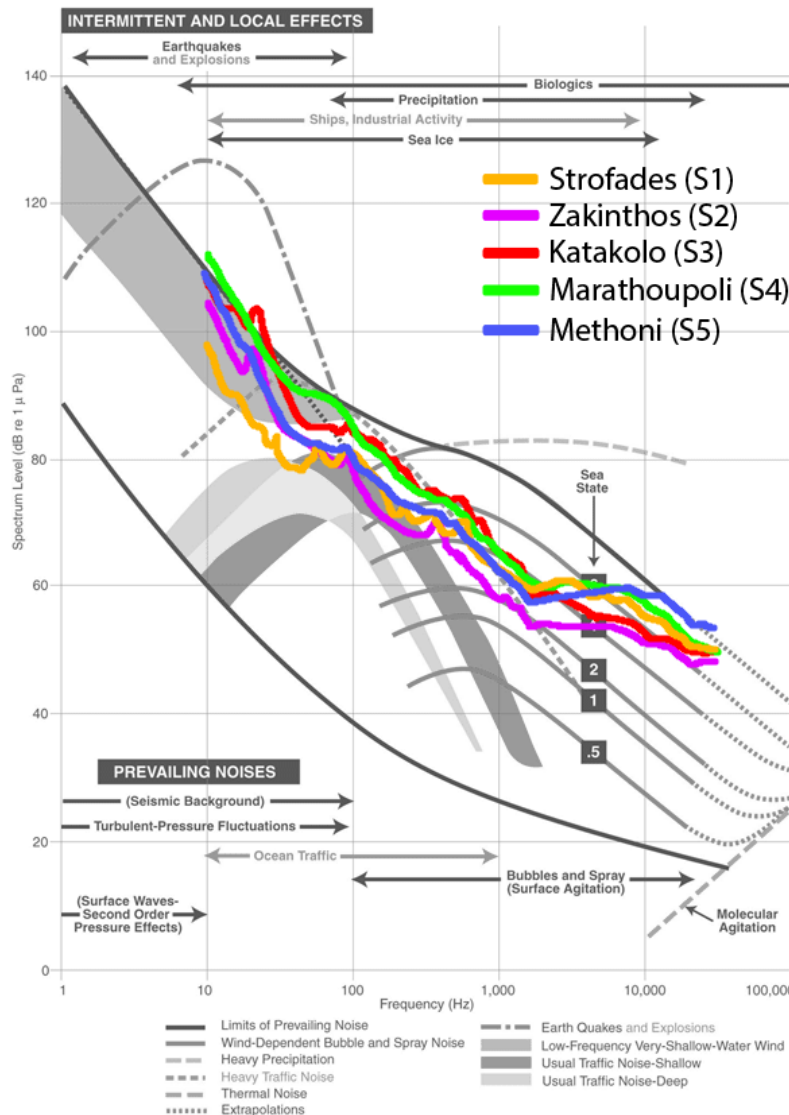 INTERMITTENT AND LOCAL EFFECTS
Earthquakes
and Explosions
Biologics
Precipitation
Ships, Industrial Activity
Sea Ice
Strofades (S1)
Zakinthos (S2)
Katakolo (S3)
Marathoupoli (S4)
Methoni (S5)
140
120
100
80
60
40
20
0
Spectrum Level (dB re 1 μ Pa)
Sea
State
2
1
.5
PREVAILING NOISES
(Seismic Background)
Turbulent-Pressure Fluctuations
Ocean Traffic
(Surface Waves-
Second Order
Pressure Effects)
Bubbles and Spray
(Surface Agitation)
Molecular
Agitation
1
10
100
1,000
10,000
100,000
Frequency (Hz)
Limits of Prevailing Noise
Wind-Dependent Bubble and Spray Noise
Heavy Precipitation
Heavy Traffic Noise
Thermal Noise
Extrapolations
Earth Quakes and Explosions
Low-Frequency Very-Shallow-Water Wind
Usual Traffic Noise-Shallow
Usual Traffic Noise-Deep